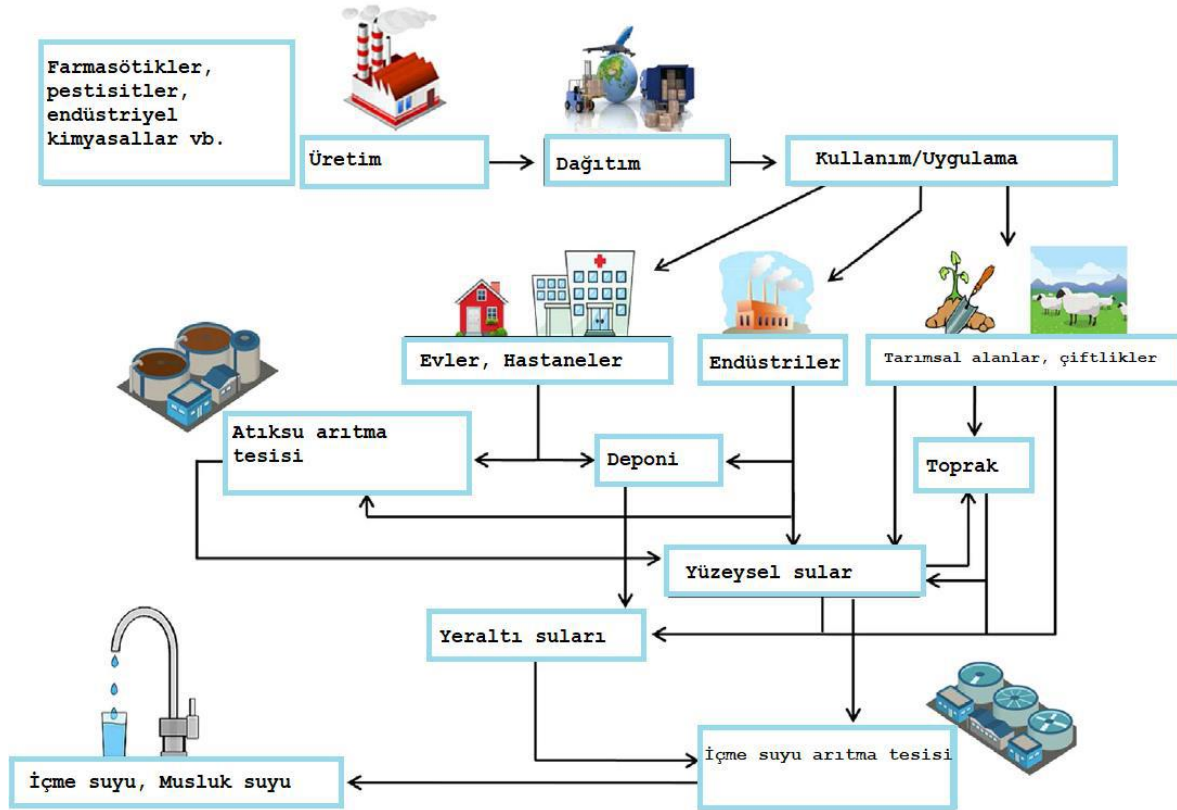 Farmasötikler,
pestisitler,
endüstriyel
kimyasallar vb.
Üretim
Dağıtım
Kullanım/Uygulama
Evler, Hastaneler
Endüstriler
Tarımsal alanlar, çiftlikler
Atıksu arıtma
tesisi
Deponi
Toprak
Yüzeysel sular
Yeraltı suları
İçme suyu arıtma tesisi
İçme suyu, Musluk suyu